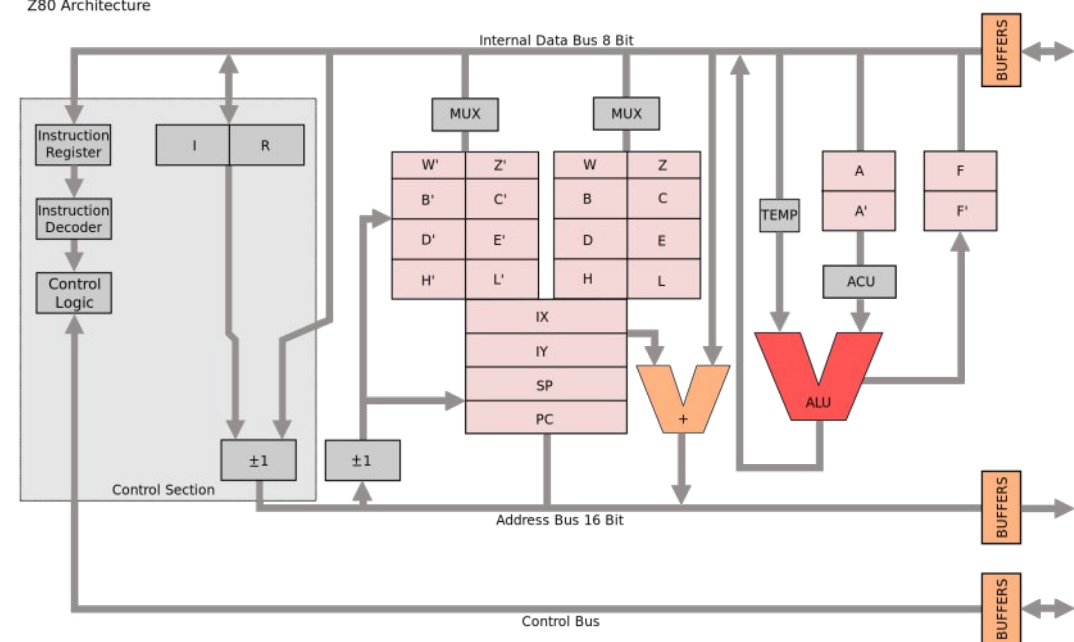 Z80 Architecture
Internal Data Bus 8 Bit
BUFFERS
MUX
MUX
Instruction
Register
I
R
W'
Z'
W
Z
A
F
B'
C'
B
C
Instruction
Decoder
TEMP
A'
F'
D'
E'
D
E
Control
Logic
H'
L'
H
L
ACU
IX
IY
SP
ALU
PC
+
±1
±1
Control Section
BUFFERS
Address Bus 16 Bit
BUFFERS
Control Bus